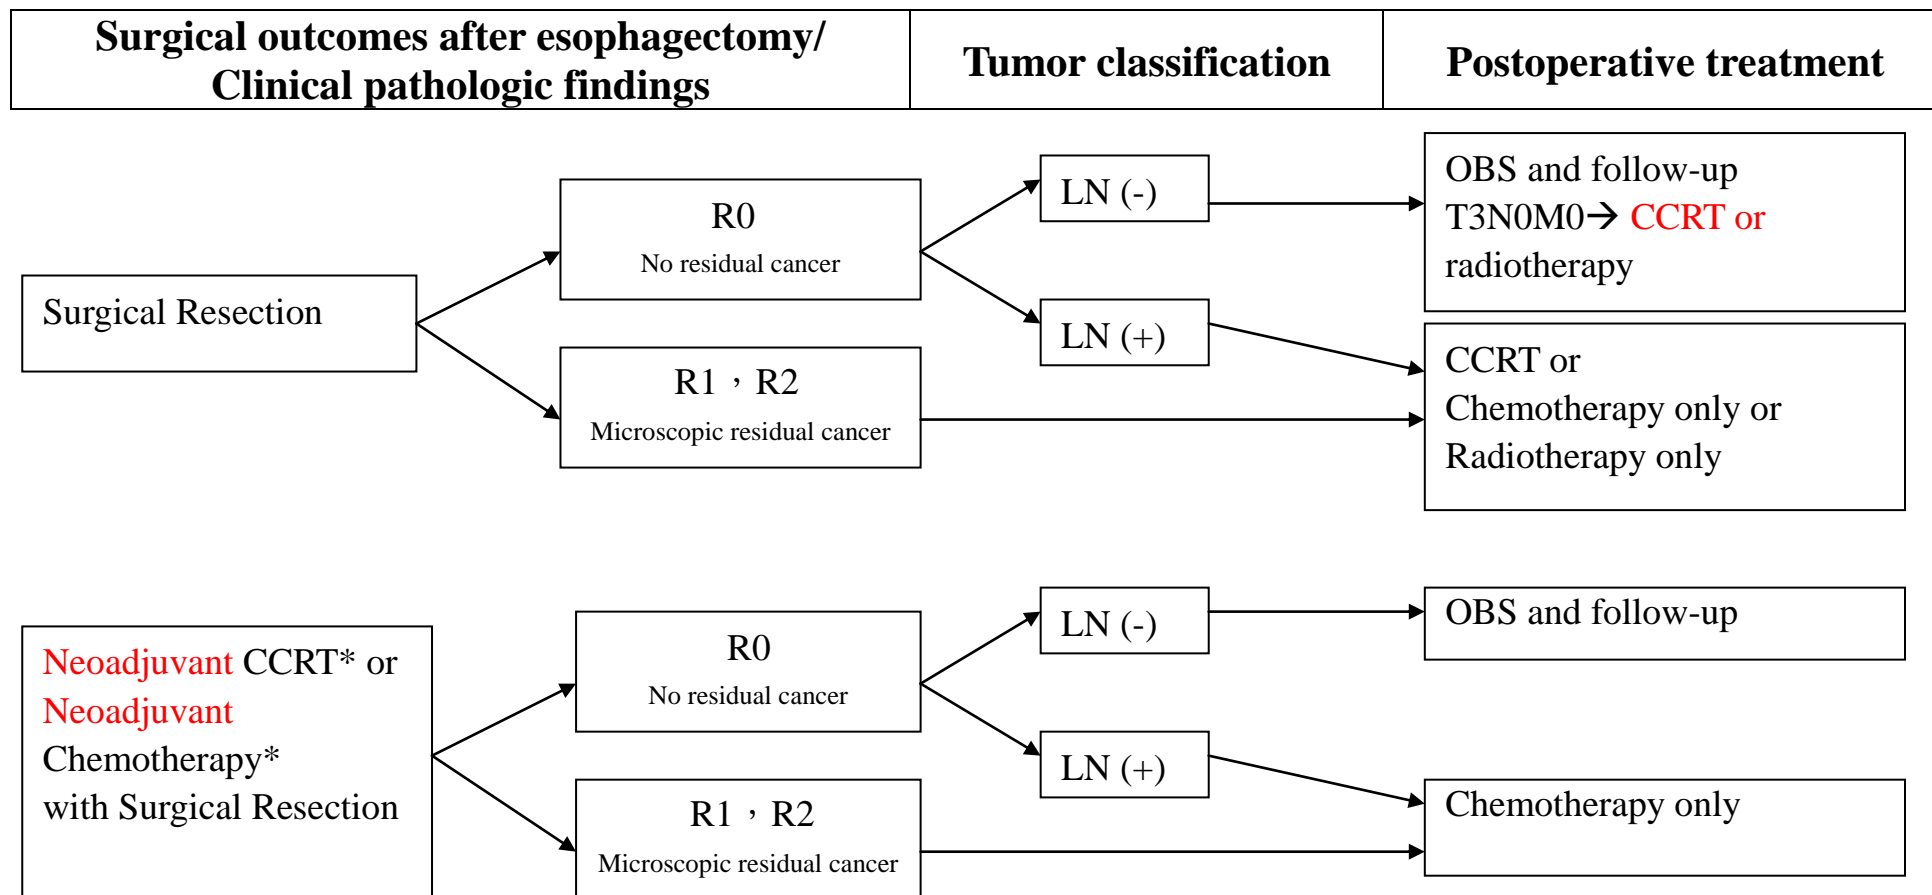 Surgical outcomes after esophagectomy/
Clinical pathologic findings
Tumor classification
Postoperative treatment
Surgical Resection
R0
No residual cancer
R1，R2
Microscopic residual cancer
LN (-)
LN (+)
OBS and follow-up
T3N0M0→ CCRT or
radiotherapy
CCRT or
Chemotherapy only or
Radiotherapy only
Neoadjuvant CCRT* or
Neoadjuvant
Chemotherapy*
with Surgical Resection
R0
No residual cancer
R1，R2
Microscopic residual cancer
LN (-)
LN (+)
OBS and follow-up
Chemotherapy only